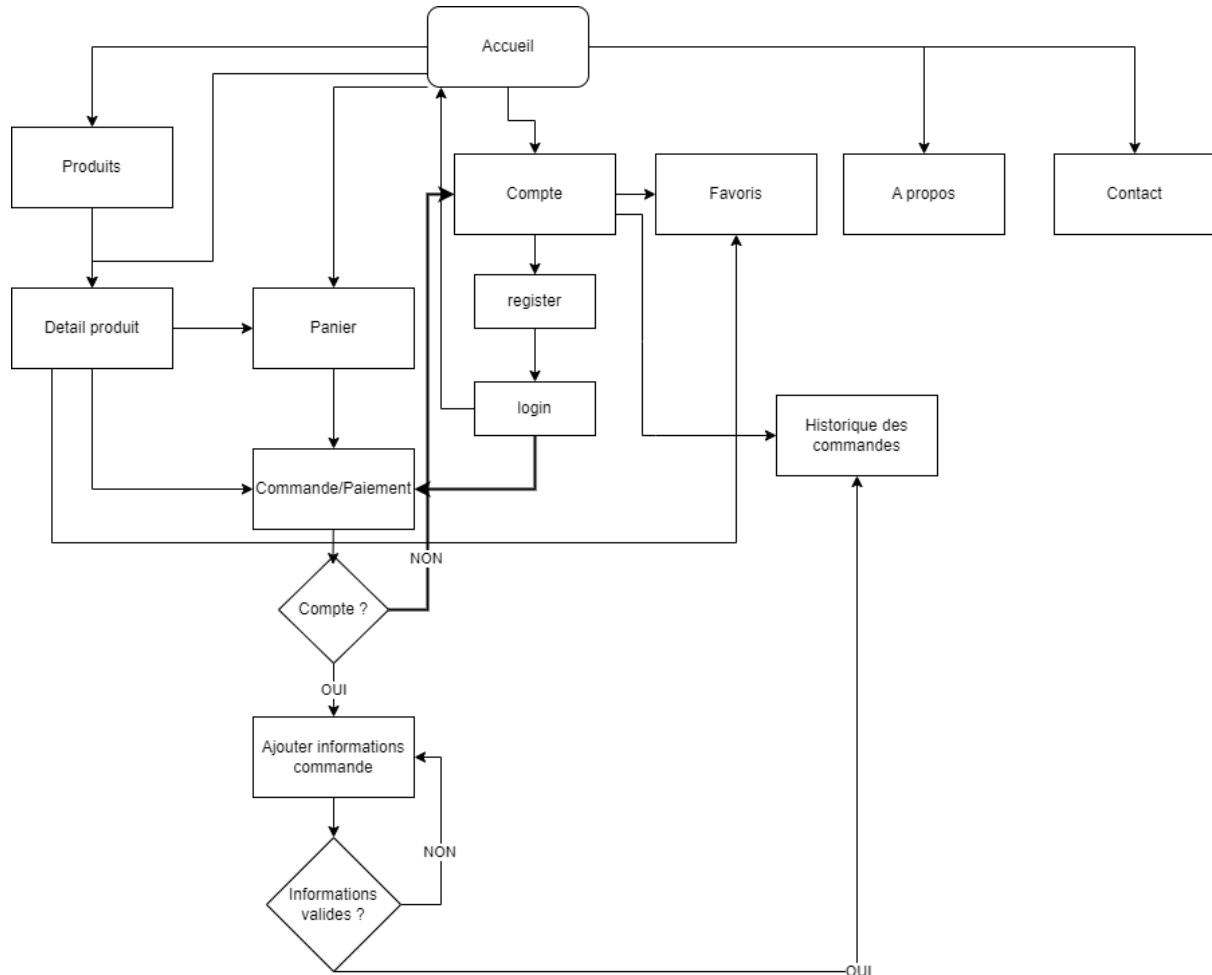 Accueil
Produits
Compte
Favoris
A propos
Contact
register
Detail produit
Panier
login
Historique des
commandes
Commande/Paiement
NON
Compte ?
OUI
Ajouter informations
commande
NON
Informations
valides ?
OUI